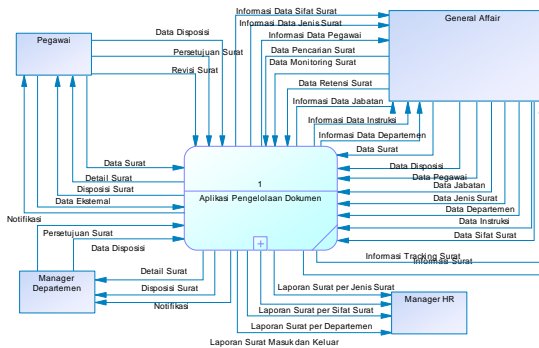 Informasi Data Sifat Surat
Informasi Data Jenis Surat
Informasi Data Pegawai
Data Pencarian Surat
Data Monitoring Surat
Data Retensi Surat
Informasi Data Jabatan
Informasi Data Instruksi
Informasi Data Departemen
General Affair
Pegawai
Data Disposisi
Persetujuan Surat
Revisi Surat
Data Surat
Detail Surat
Disposisi Surat
Data Eksternal
Notifikasi
Persetujuan Surat
Data Disposisi
1
Aplikasi Pengelolaan Dokumen
Data Surat
Data Disposisi
Data Pegawai
Data Jabatan
Data Jenis Surat
Data Departemen
Data Instruksi
Data Sifat Surat
Informasi Tracking Surat
Informasi Surat
Manager
Departemen
Detail Surat
Disposisi Surat
Notifikasi
Laporan Surat per Jenis Surat
Laporan Surat per Sifat Surat
Laporan Surat per Departemen
Laporan Surat Masuk dan Keluar
Manager HR